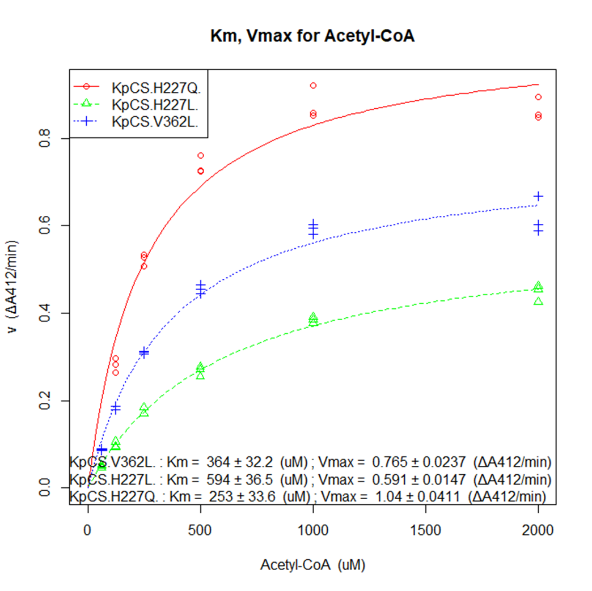 Km, Vmax for Acetyl-CoA
KpCS.H227Q.
KpCS.H227L.
KpCS.V362L.
v (ΔA412/min)
0.8
0.6
0.4
0.2
0.0
KpCS.V362L. : Km = 364 ± 32.2 (uM) ; Vmax = 0.765 ± 0.0237 (ΔA412/min)
KpCS.H227L. : Km = 594 ± 36.5 (uM) ; Vmax = 0.591 ± 0.0147 (ΔA412/min)
KpCS.H227Q. : Km = 253 ± 33.6 (uM) ; Vmax = 1.04 ± 0.0411 (ΔA412/min)
0 500 1000 1500 2000
Acetyl-CoA (uM)